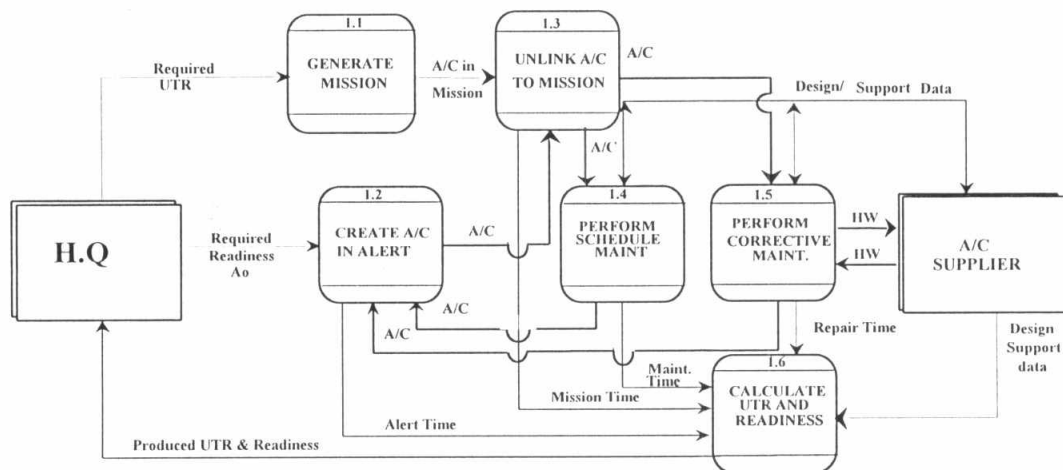 1.1
GENERATE
MISSION
1.3
UNLINK A/C
TO MISSION
A/C
Required
UTR
A/C in
Mission
Design/ Support Data
A/C
H.Q
Required
Readiness
Ao
1.2
CREATE A/C
IN ALERT
A/C
1.4
PERFORM
SCHEDULE
MAINT
1.5
PERFORM
CORRECTIVE
MAINT.
HW
HW
A/C
SUPPLIER
A/C
A/C
Repair Time
Design
Support
data
Maint.
Time
Mission Time
Alert Time
1.6
CALCULATE
UTR AND
READINESS
Produced UTR & Readiness